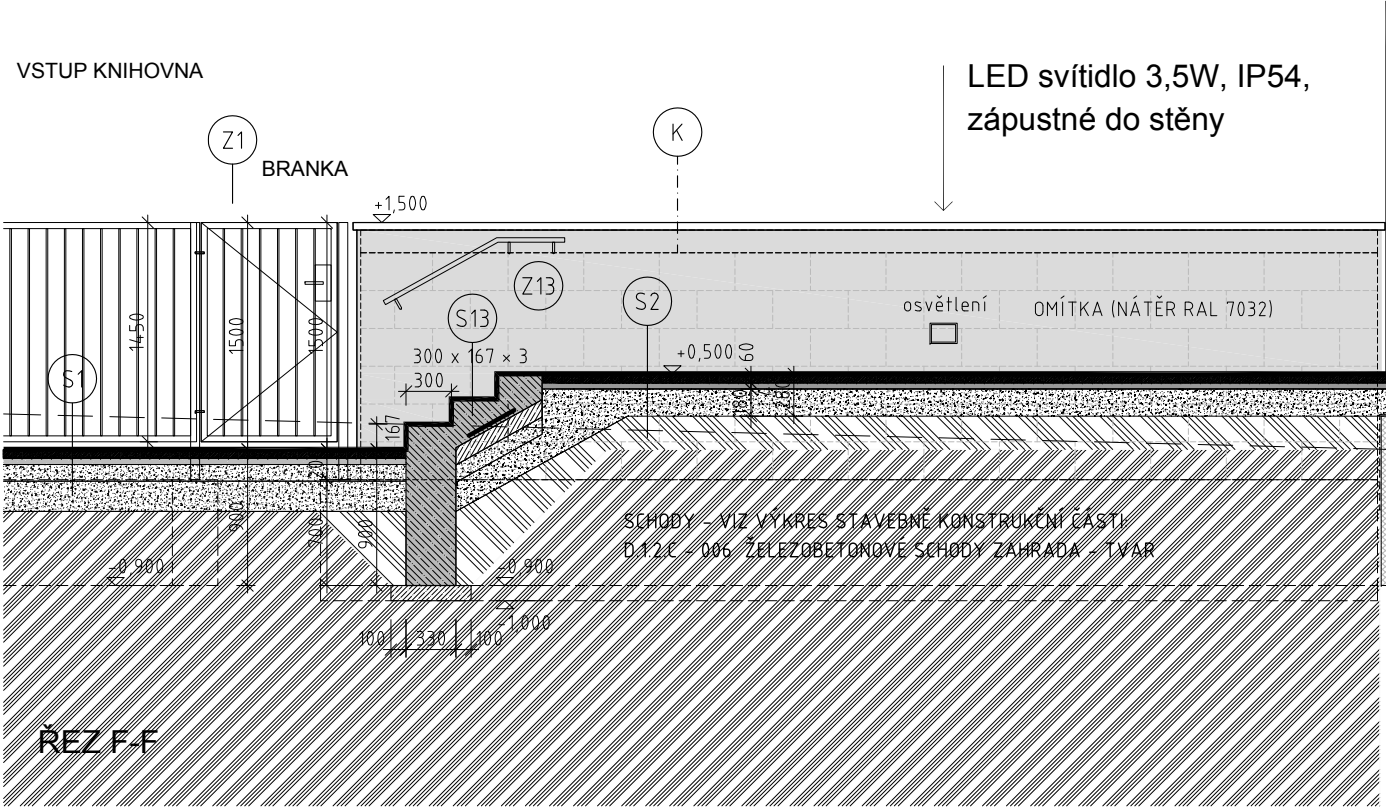 VSTUP KNIHOVNA
LED svítidlo 3,5W, IP54,
zápustné do stěny
Z1
BRANKA
K
+1,500
Z13
S2
S13
osvětlení
OMÍTKA (NÁTĚR RAL 7032)
1450
1500
1500
S1
300 x 167 x 3
300
+0,500
60
180
280
167
900
700
900
SCHODY - VIZ VÝKRES STAVEBNĚ KONSTRUKČNÍ ČÁSTI:
D.1.2.C - 006 ŽELEZOBETONOVÉ SCHODY ZAHRADA - TVAR
-0,900
-0,900
-1,000
100
330
100
ŘEZ F-F